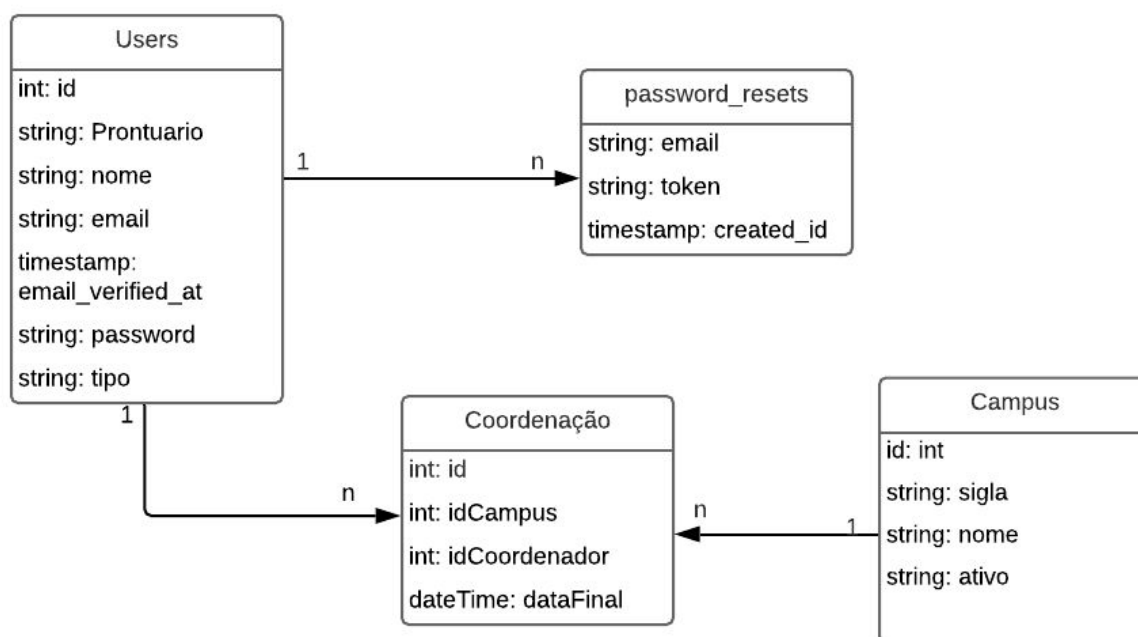 Users
int: id
string: Prontuario
string: nome
string: email
timestamp:
email_verified_at
string: password
string: tipo
1
n
password_resets
string: email
string: token
timestamp: created_id
1
n
Coordenação
int: id
int: idCampus
int: idCoordenador
dateTime: dataFinal
n
1
Campus
id: int
string: sigla
string: nome
string: ativo